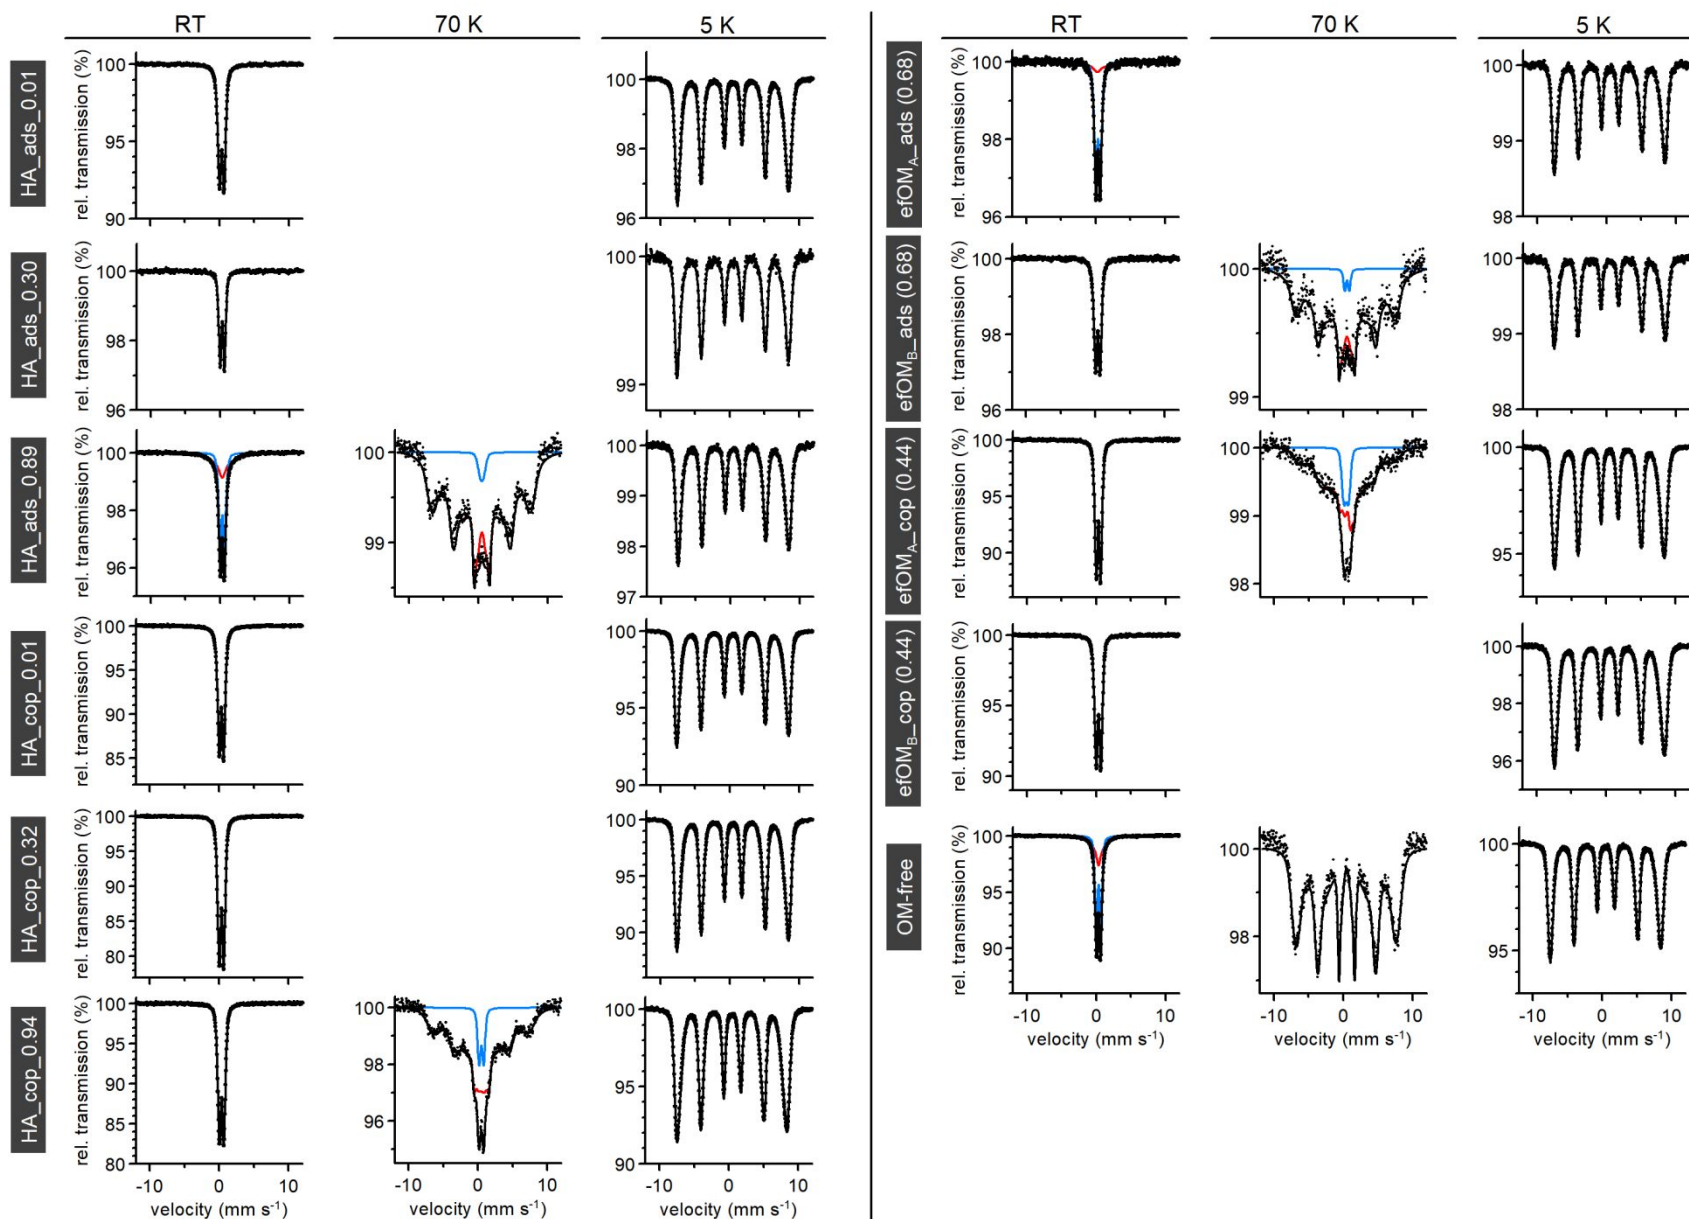 RT 70 K 5 K
HA_ads_0.01
rel. transmission (%)
100
95
90
100
98
96
HA_ads_0.30
rel. transmission (%)
100
98
96
100
99
HA_ads_0.89
rel. transmission (%)
100
99
98
97
96
100
99
100
99
98
97
HA_cop_0.01
rel. transmission (%)
100
95
90
85
100
95
90
HA_cop_0.32
rel. transmission (%)
100
95
90
85
80
100
95
90
HA_cop_0.94
rel. transmission (%)
100
95
90
85
80
100
98
96
100
95
90
-10 0 10
velocity (mm s⁻¹)
-10 0 10
velocity (mm s⁻¹)
-10 0 10
velocity (mm s⁻¹)
RT 70 K 5 K
efOM_A_ads (0.68)
rel. transmission (%)
100
98
96
100
99
98
efOM_B_ads (0.68)
rel. transmission (%)
100
98
96
100
99
100
99
98
efOM_A_cop (0.44)
rel. transmission (%)
100
95
90
100
99
98
100
95
efOM_B_cop (0.44)
rel. transmission (%)
100
95
90
100
98
96
95
OM-free
rel. transmission (%)
100
95
90
100
98
100
95
-10 0 10
velocity (mm s⁻¹)
-10 0 10
velocity (mm s⁻¹)
-10 0 10
velocity (mm s⁻¹)